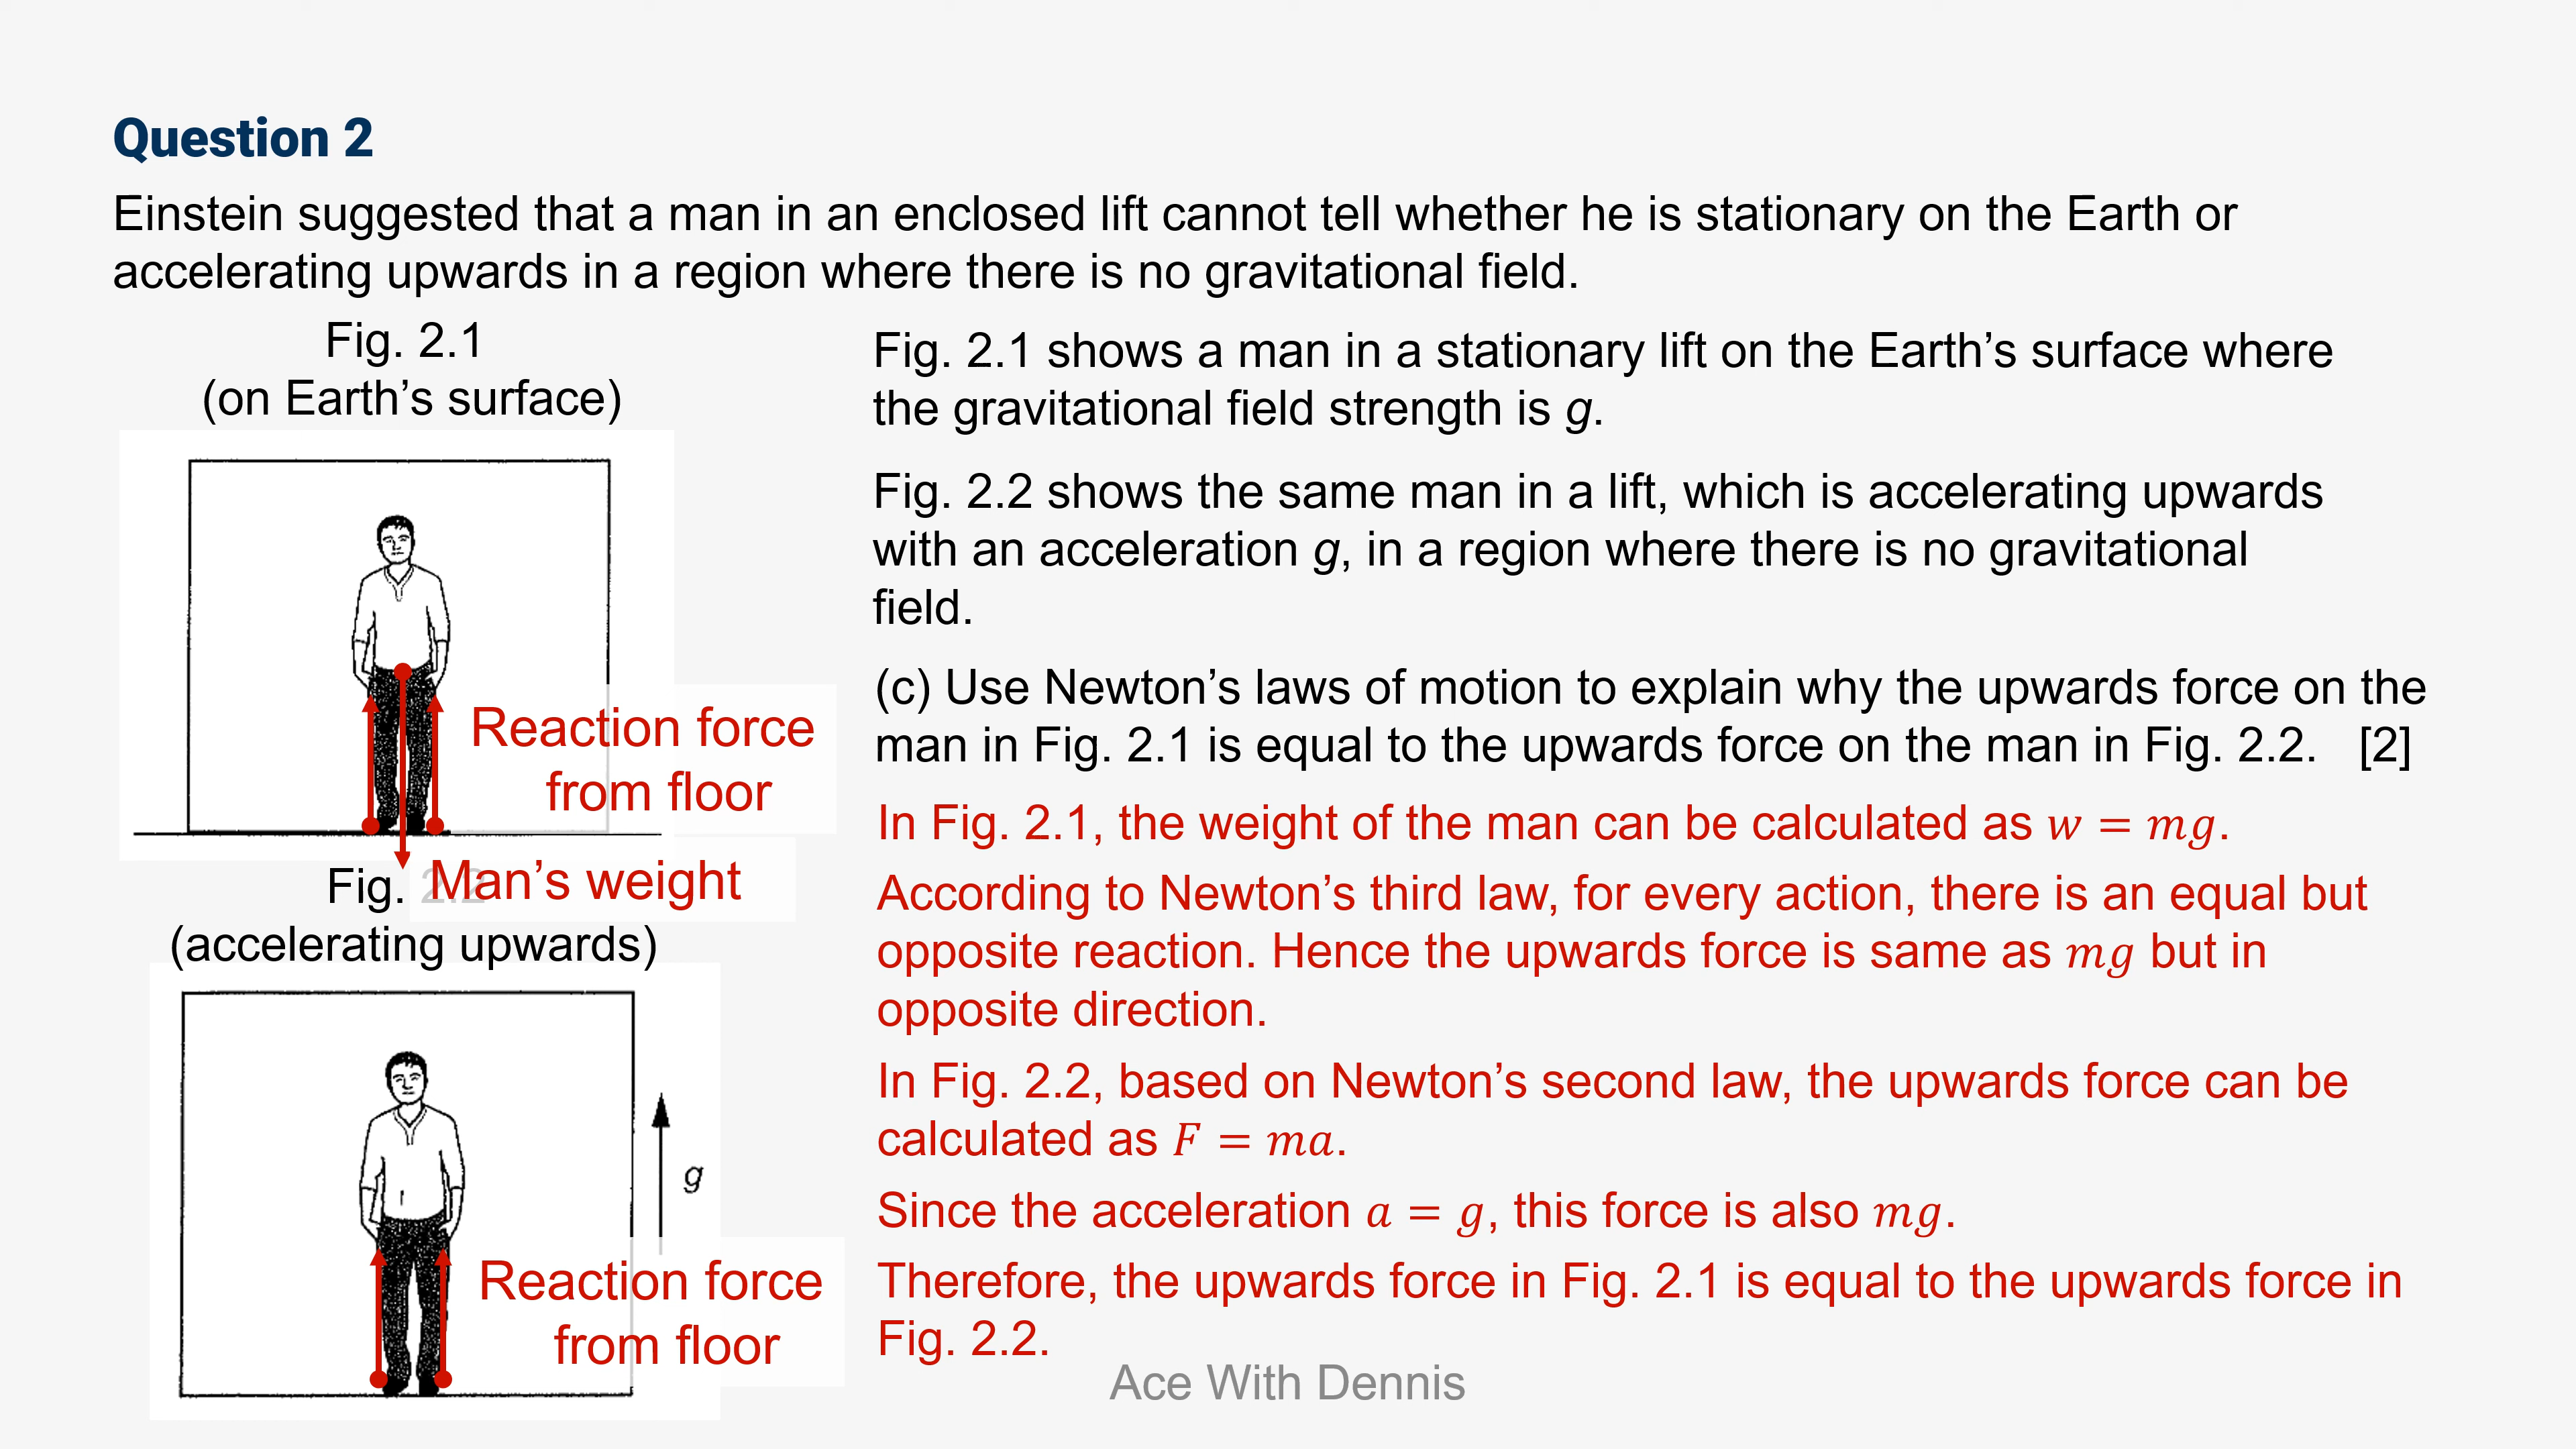 Question 2
Einstein suggested that a man in an enclosed lift cannot tell whether he is stationary on the Earth or
accelerating upwards in a region where there is no gravitational field.
Fig. 2.1
(on Earth’s surface)
Reaction force
from floor
Man’s weight
Fig. 2.2
(accelerating upwards)
g
Reaction force
from floor
Fig. 2.1 shows a man in a stationary lift on the Earth’s surface where
the gravitational field strength is g.
Fig. 2.2 shows the same man in a lift, which is accelerating upwards
with an acceleration g, in a region where there is no gravitational
field.
(c) Use Newton’s laws of motion to explain why the upwards force on the
man in Fig. 2.1 is equal to the upwards force on the man in Fig. 2.2. [2]
In Fig. 2.1, the weight of the man can be calculated as w = mg.
According to Newton’s third law, for every action, there is an equal but
opposite reaction. Hence the upwards force is same as mg but in
opposite direction.
In Fig. 2.2, based on Newton’s second law, the upwards force can be
calculated as F = ma.
Since the acceleration a = g, this force is also mg.
Therefore, the upwards force in Fig. 2.1 is equal to the upwards force in
Fig. 2.2.
Ace With Dennis